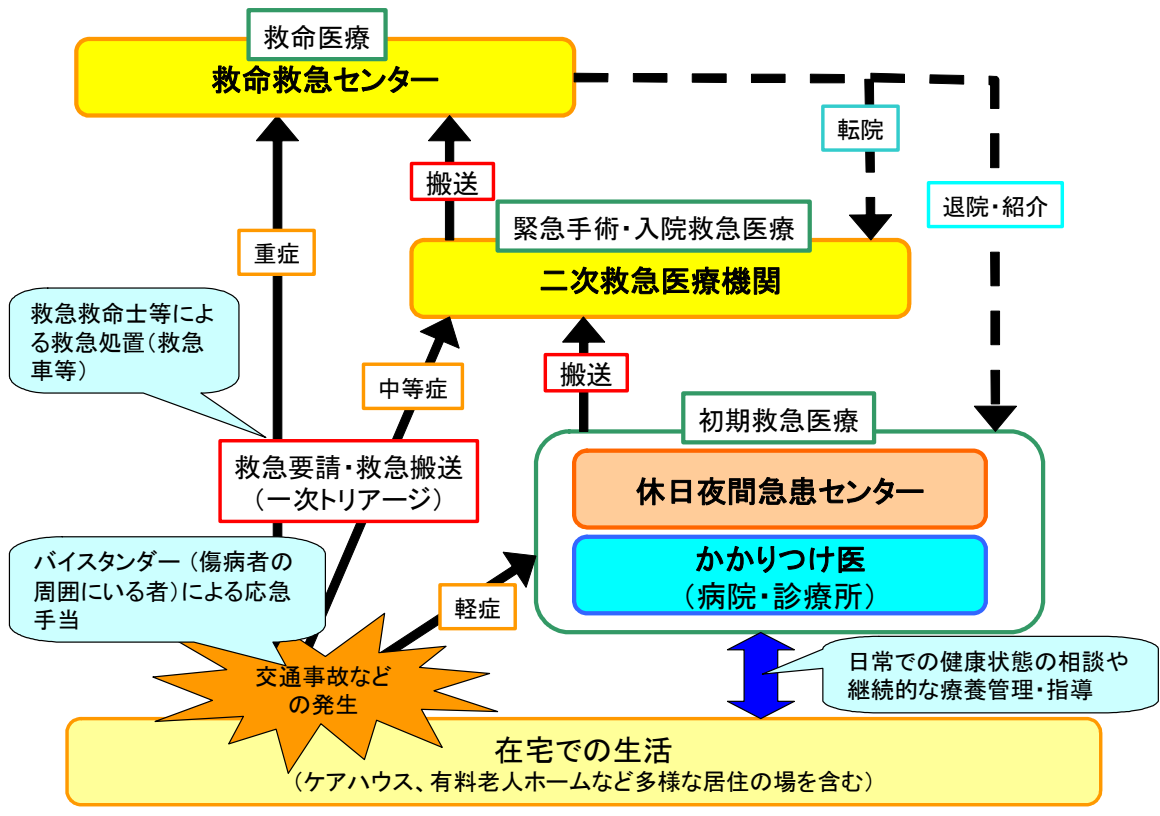 救命医療
救命救急センター
転院
搬送
退院・紹介
緊急手術・入院救急医療
重症
二次救急医療機関
救急救命士等によ
る救急処置（救急
車等）
搬送
中等症
初期救急医療
救急要請・救急搬送
（一次トリアージ）
休日夜間急患センター
バイスタンダー（傷病者の
周囲にいる者）による応急
手当
かかりつけ医
（病院・診療所）
軽症
交通事故など
の発生
日常での健康状態の相談や
継続的な療養管理・指導
在宅での生活
（ケアハウス、有料老人ホームなど多様な居住の場を含む）